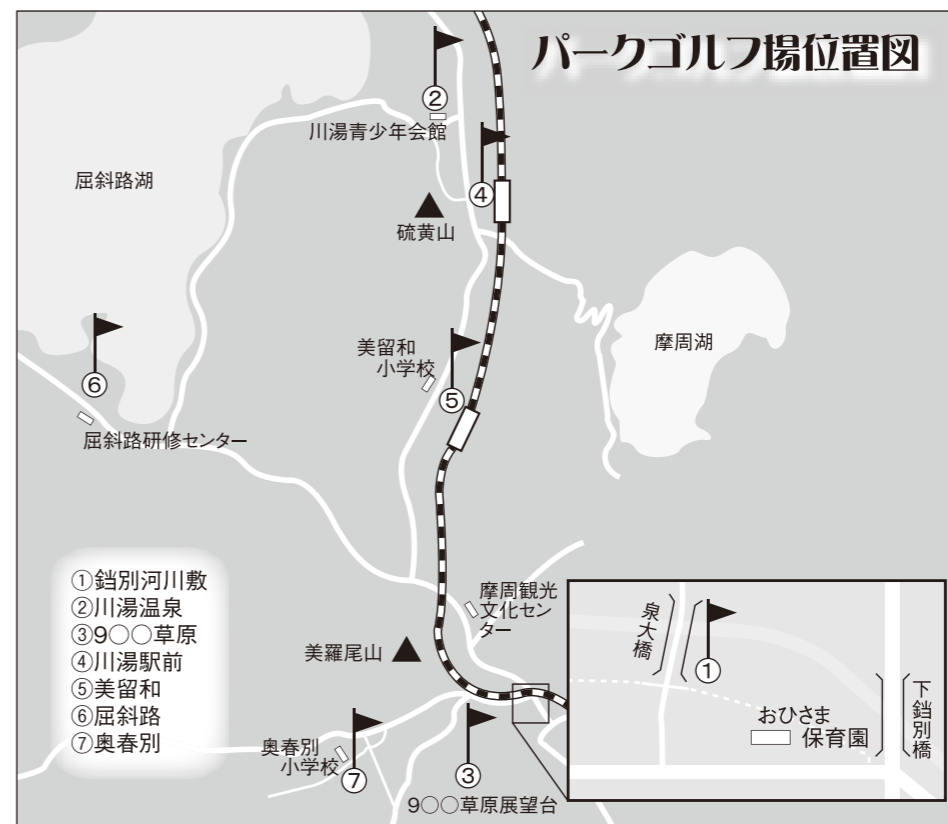 パークゴルフ場位置図
②
川湯青少年会館
④
屈斜路湖
硫黄山
摩周湖
美留和
小学校
⑤
⑥
屈斜路研修センター
①鐺別河川敷
②川湯温泉
③9〇〇草原
④川湯駅前
⑤美留和
⑥屈斜路
⑦奥春別
摩周観光
文化セン
ター
美羅尾山
奥春別
小学校
⑦
③
9〇〇草原展望台
泉大橋
①
おひさま
保育園
下鐺別橋